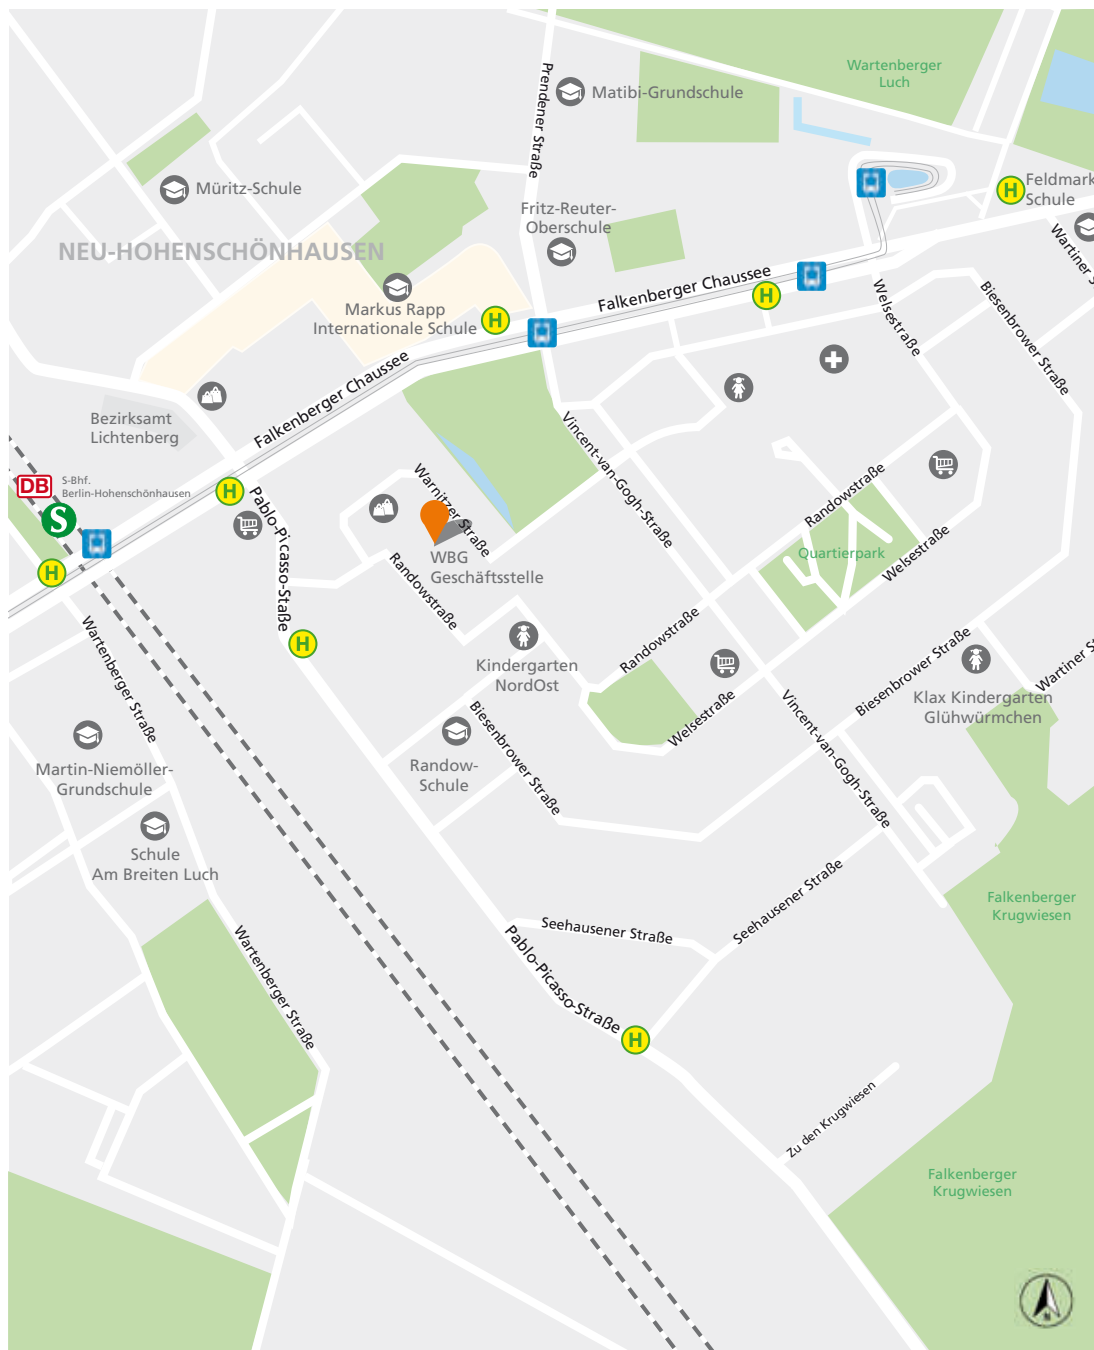 Wartenberger
Luch
Prendener Straße
Matibi-Grundschule
Müritz-Schule
H
Feldmark
Schule
Fritz-Reuter-
Oberschule
NEU-HOHENSCHÖNHAUSEN
Wartiner S
Falkenberger Chaussee
H
Welsestraße
Biesenbrower Straße
Markus Rapp
Internationale Schule
H
Falkenberger Chaussee
Bezirksamt
Lichtenberg
Vincent-van-Gogh-Straße
DB
S-Bhf.
Berlin-Hohenschönhausen
S
H
H
Pablo-Picasso-Staße
Warnitzer Straße
WBG
Geschäftsstelle
Randowstraße
Randowstraße
Quartierpark
Welsestraße
H
Wartenberger Straße
Kindergarten
NordOst
Randowstraße
Welsestraße
Biesenbrower Straße
Klax Kindergarten
Glühwürmchen
Wartiner S
Martin-Niemöller-
Grundschule
Randow-
Schule
Biesenbrower Straße
Vincent-van-Gogh-Straße
Schule
Am Breiten Luch
Seehausener Straße
Seehausener Straße
Falkenberger
Krugwiesen
Wartenberger Straße
Pablo-Picasso-Straße
H
Zu den Krugwiesen
Falkenberger
Krugwiesen
N